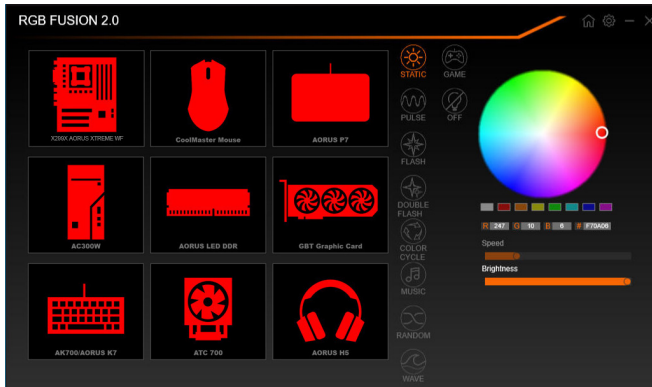 RGB FUSION 2.0
X299X AORUS XTREME WF
CoolMaster Mouse
AORUS P7
AC300W
AORUS LED DDR
GBT Graphic Card
AK700/AORUS K7
ATC 700
AORUS H5
STATIC
GAME
PULSE
OFF
FLASH
DOUBLE
FLASH
COLOR
CYCLE
MUSIC
RANDOM
WAVE
R 247 G 10 B 6 # F70A06
Speed
Brightness